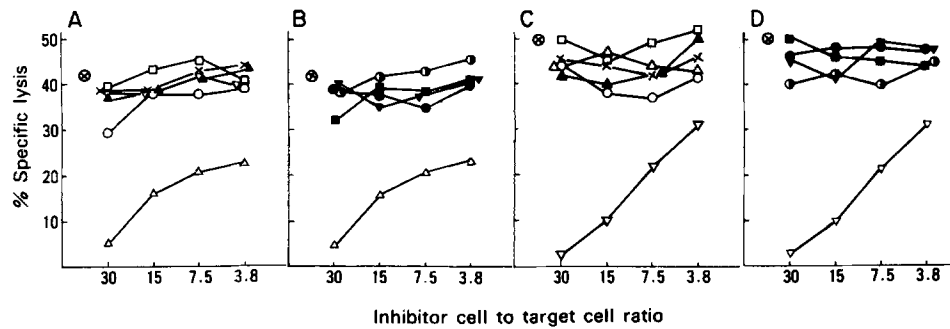 A B C D
50
40
30
20
10
% Specific lysis
30 15 7.5 3.8 30 15 7.5 3.8 30 15 7.5 3.8 30 15 7.5 3.8
Inhibitor cell to target cell ratio